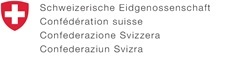 Schweizerische Eidgenossenschaft
Confédération suisse
Confederazione Svizzera
Confederaziun Svizra